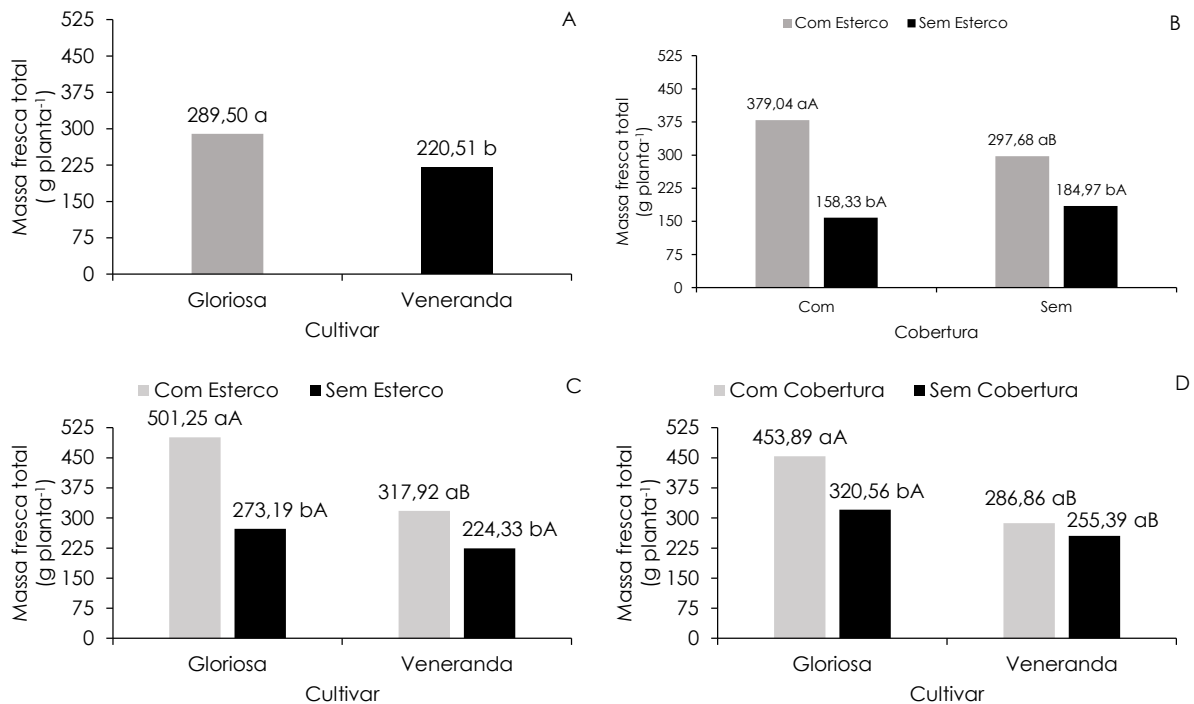 A
Massa fresca total
( g planta⁻¹)
525
450
375
300
225
150
75
0
289,50 a
220,51 b
Gloriosa Veneranda
Cultivar
B
Com Esterco Sem Esterco
Massa fresca total
(g planta⁻¹)
525
450
375
300
225
150
75
0
379,04 aA
158,33 bA
297,68 aB
184,97 bA
Com Sem
Cobertura
C
Com Esterco Sem Esterco
Massa fresca total
(g planta⁻¹)
525
450
375
300
225
150
75
0
501,25 aA
273,19 bA
317,92 aB
224,33 bA
Gloriosa Veneranda
Cultivar
D
Com Cobertura Sem Cobertura
Massa fresca total
(g planta⁻¹)
525
450
375
300
225
150
75
0
453,89 aA
320,56 bA
286,86 aB
255,39 aB
Gloriosa Veneranda
Cultivar